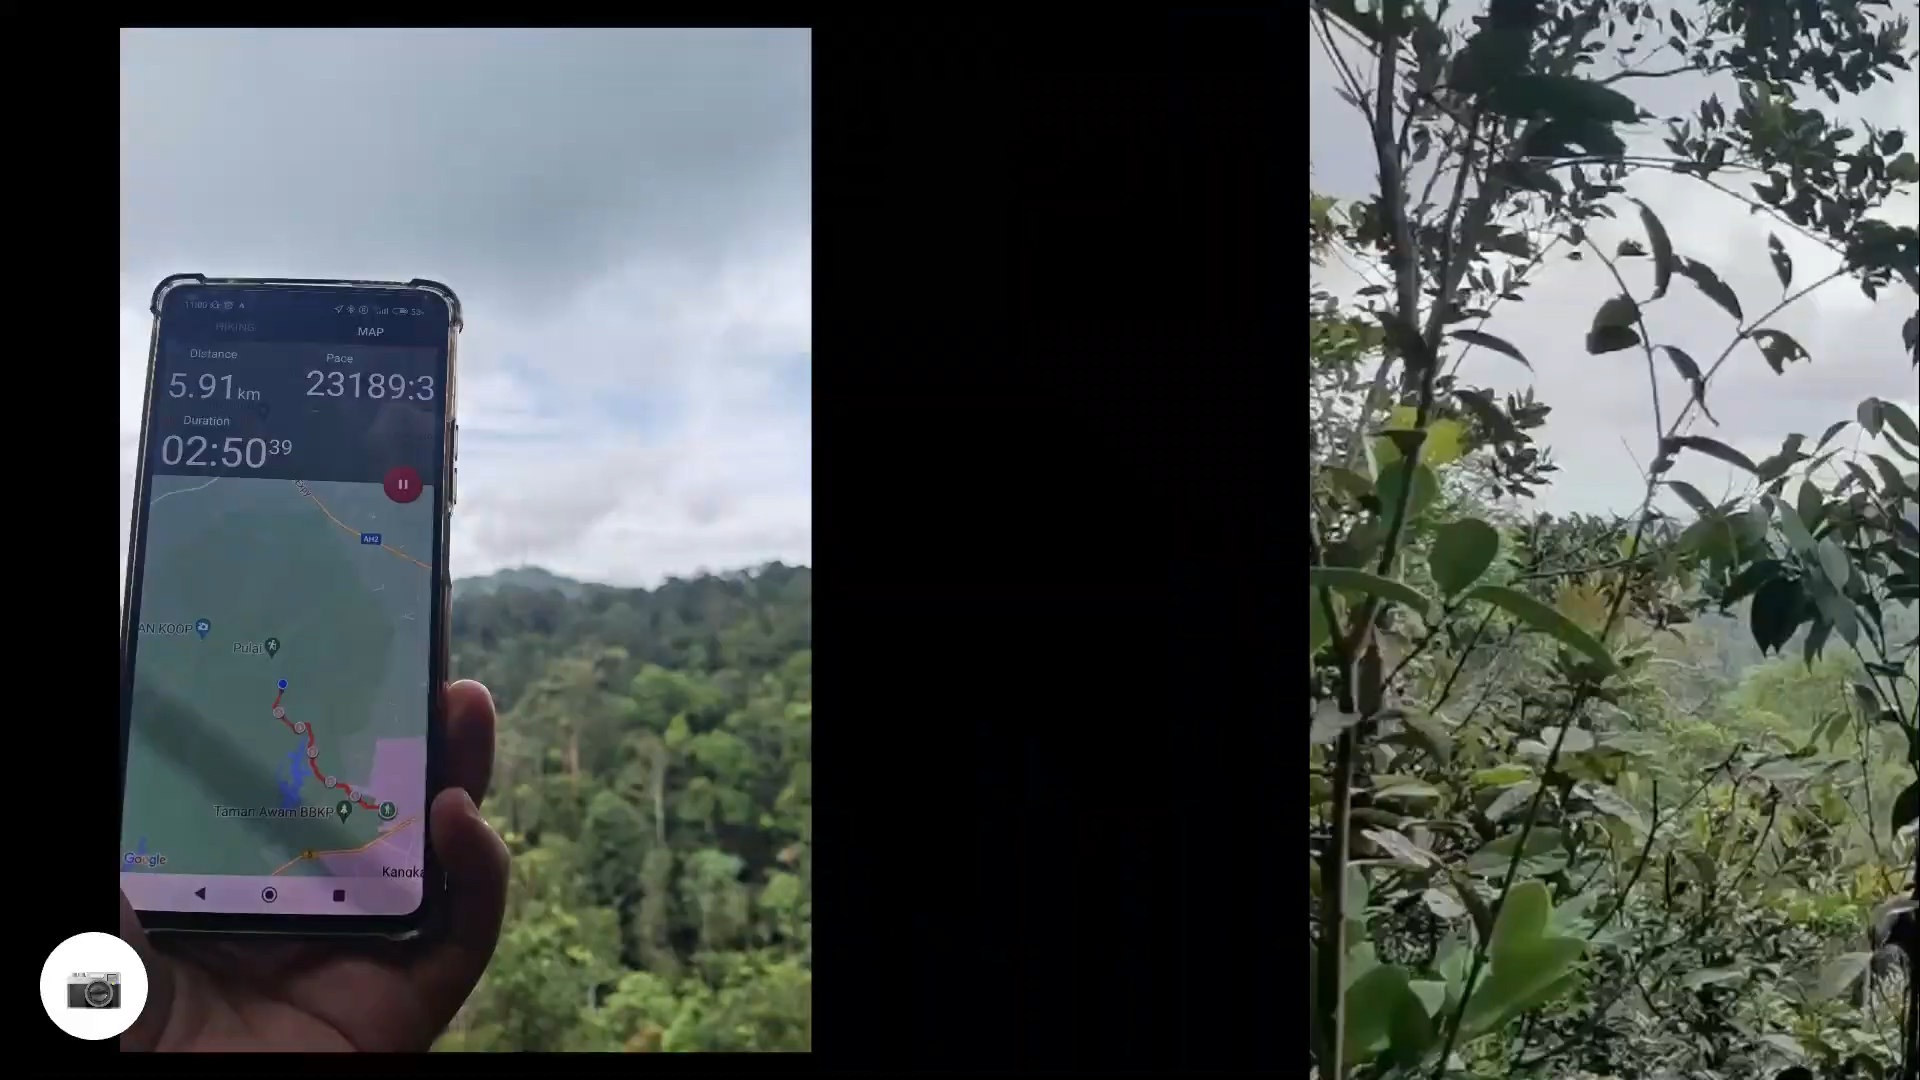 HIKING
MAP
Distance
Pace
5.91km
23189:3
Duration
02:50 39
AH2
AN KOOP
Pulai
Taman Awam BBKP
Google
Kangka